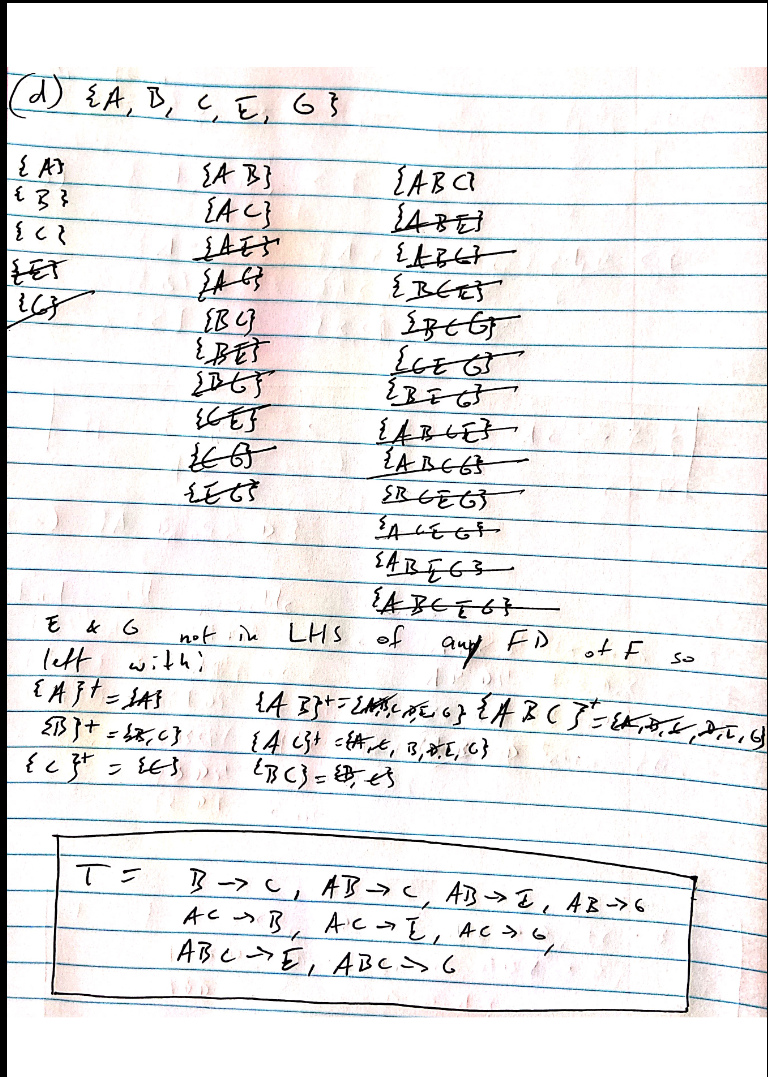 (d) {A, B, C, E, G}
{A} {A B} {A B C}
{B} {A C} {A B E}
{C} {A E} {A B G}
{E} {A G} {B C E}
{G} {B C} {B C G}
{B E} {C E G}
{B G} {B E G}
{C E} {A B C E}
{C G} {A B C G}
{E G} {B C E G}
{A C E G}
{A B E G}
{A B C E G}
E & G not in LHS of any FD of F so
left with:
{A}+ = {A} {A B}+ = {A, B, C, D, E, G} {A B C}+ = {A, B, C, D, E, G}
{B}+ = {B, C} {A C}+ = {A, C, B, D, E, G}
{C}+ = {C} {B C} = {B, C}
T = B → C, AB → C, AB → E, AB → G
AC → B, AC → E, AC → G,
ABC → E, ABC → G